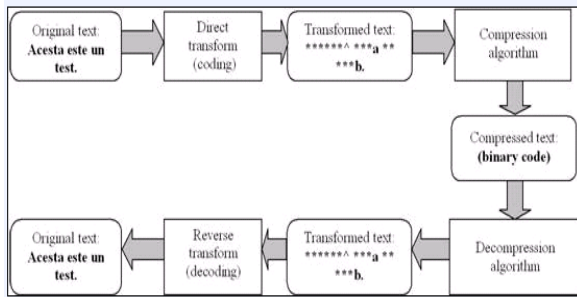 Original text:
Acesta este un
test.
Direct
transform
(coding)
Transformed text:
******^ ***a **
***b.
Compression
algorithm
Compressed text:
(binary code)
Original text:
Acesta este un
test.
Reverse
transform
(decoding)
Transformed text:
******^ ***a **
***b.
Decompression
algorithm